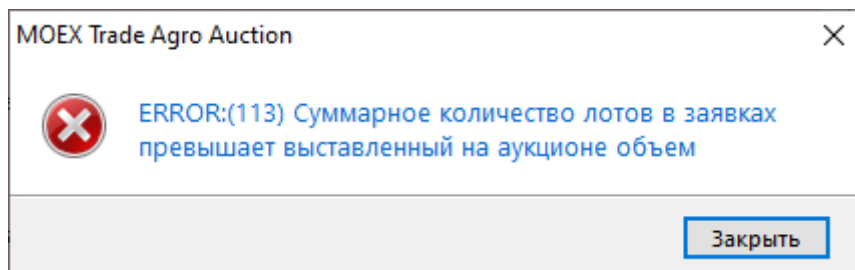 MOEX Trade Agro Auction
ERROR:(113) Суммарное количество лотов в заявках
превышает выставленный на аукционе объем
Закрыть